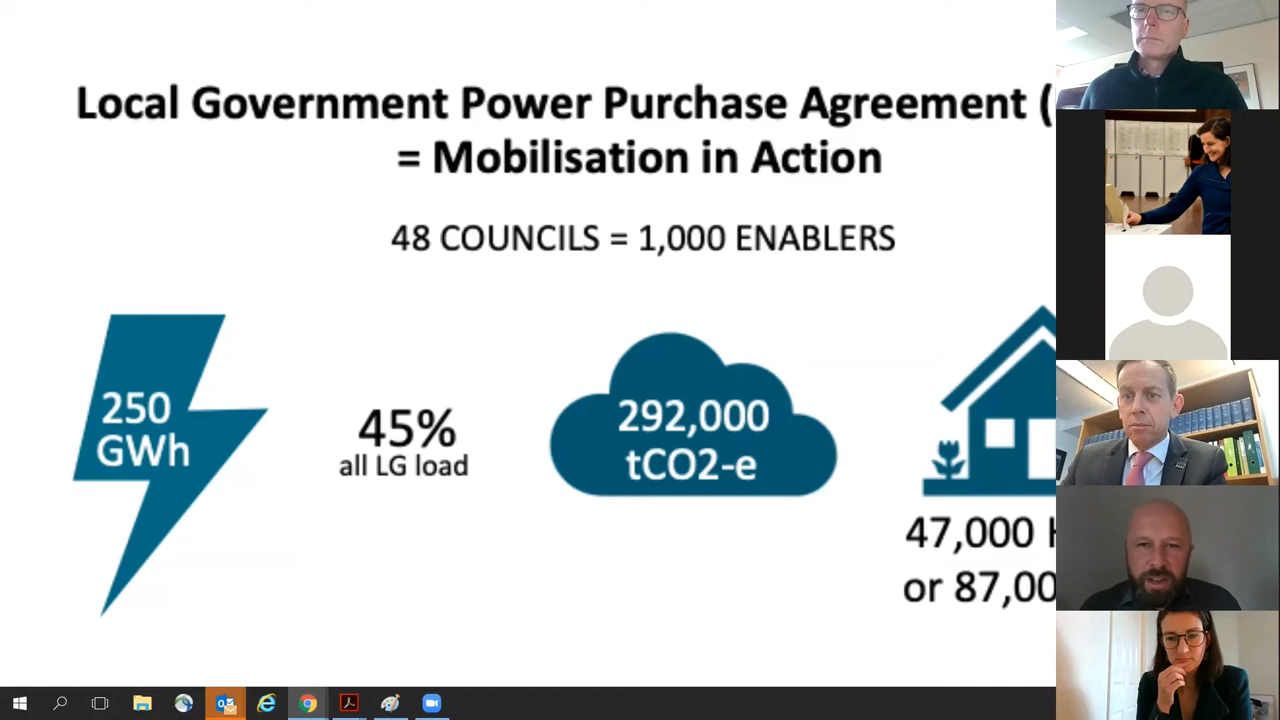 Local Government Power Purchase Agreement (
= Mobilisation in Action
48 COUNCILS = 1,000 ENABLERS
250
GWh
45%
all LG load
292,000
tCO2-e
47,000
or 87,00